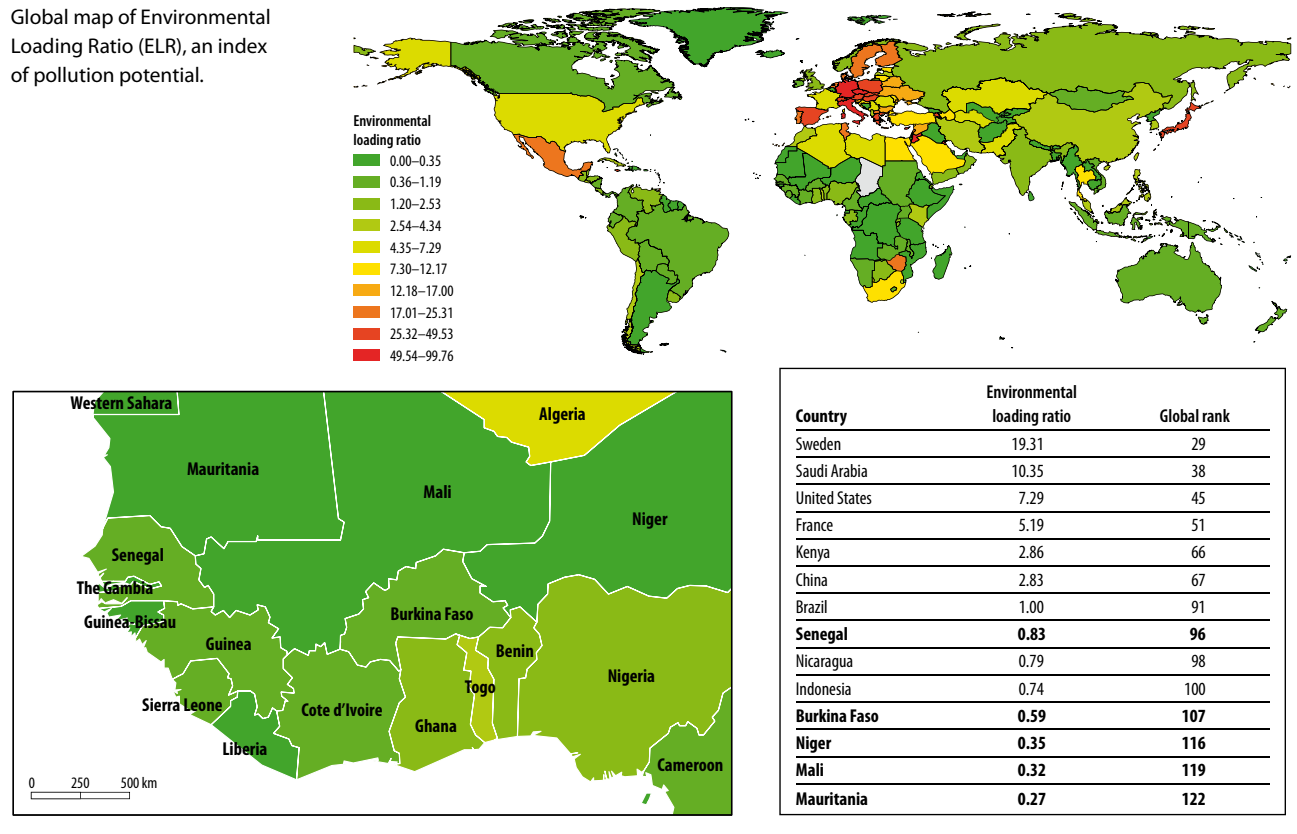 Global map of Environmental
Loading Ratio (ELR), an index
of pollution potential.
Environmental
loading ratio
0.00–0.35
0.36–1.19
1.20–2.53
2.54–4.34
4.35–7.29
7.30–12.17
12.18–17.00
17.01–25.31
25.32–49.53
49.54–99.76
Western Sahara
Algeria
Mauritania
Mali
Niger
Senegal
The Gambia
Guinea-Bissau
Burkina Faso
Guinea
Benin
Nigeria
Togo
Sierra Leone
Cote d’Ivoire
Ghana
Liberia
Cameroon
0 250 500 km
Environmental
Country loading ratio Global rank
Sweden 19.31 29
Saudi Arabia 10.35 38
United States 7.29 45
France 5.19 51
Kenya 2.86 66
China 2.83 67
Brazil 1.00 91
Senegal 0.83 96
Nicaragua 0.79 98
Indonesia 0.74 100
Burkina Faso 0.59 107
Niger 0.35 116
Mali 0.32 119
Mauritania 0.27 122